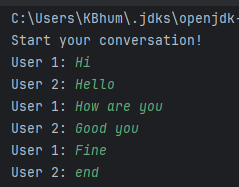 C:\Users\KBhum\.jdks\openjdk-
Start your conversation!
User 1: Hi
User 2: Hello
User 1: How are you
User 2: Good you
User 1: Fine
User 2: end